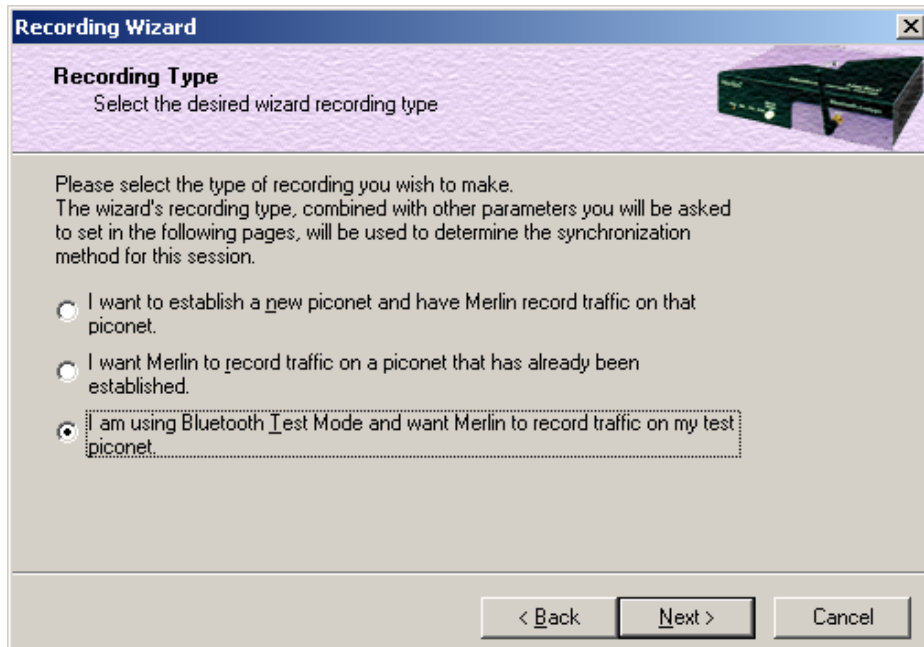 Recording Wizard
Recording Type
Select the desired wizard recording type
Please select the type of recording you wish to make.
The wizard's recording type, combined with other parameters you will be asked
to set in the following pages, will be used to determine the synchronization
method for this session.
I want to establish a new piconet and have Merlin record traffic on that
piconet.
I want Merlin to record traffic on a piconet that has already been
established.
I am using Bluetooth Test Mode and want Merlin to record traffic on my test
piconet.
< Back
Next >
Cancel